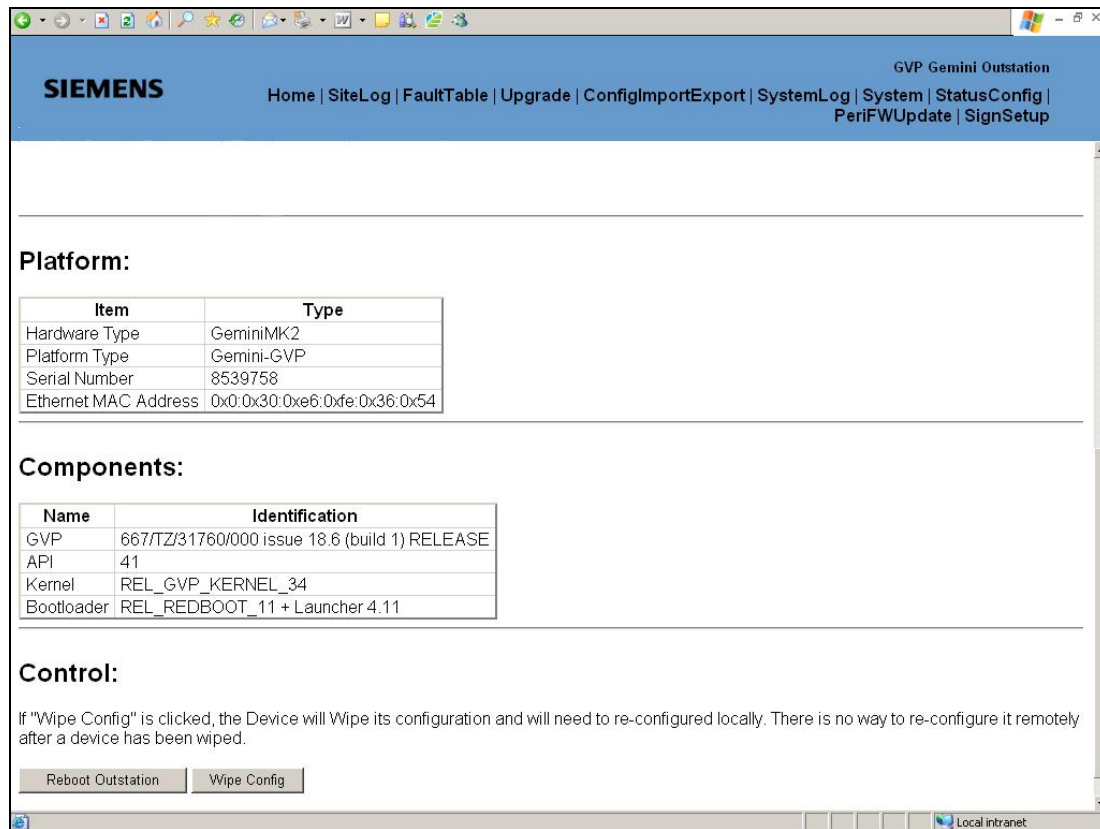 GVP Gemini Outstation
SIEMENS
Home | SiteLog | FaultTable | Upgrade | ConfigImportExport | SystemLog | System | StatusConfig |
PeriFWUpdate | SignSetup
Platform:
Item Type
Hardware Type GeminiMK2
Platform Type Gemini-GVP
Serial Number 8539758
Ethernet MAC Address 0x0:0x30:0xe6:0xfe:0x36:0x54
Components:
Name Identification
GVP 667/TZ/31760/000 issue 18.6 (build 1) RELEASE
API 41
Kernel REL_GVP_KERNEL_34
Bootloader REL_REDBOOT_11 + Launcher 4.11
Control:
If "Wipe Config" is clicked, the Device will Wipe its configuration and will need to re-configured locally. There is no way to re-configure it remotely
after a device has been wiped.
Reboot Outstation Wipe Config
Local intranet